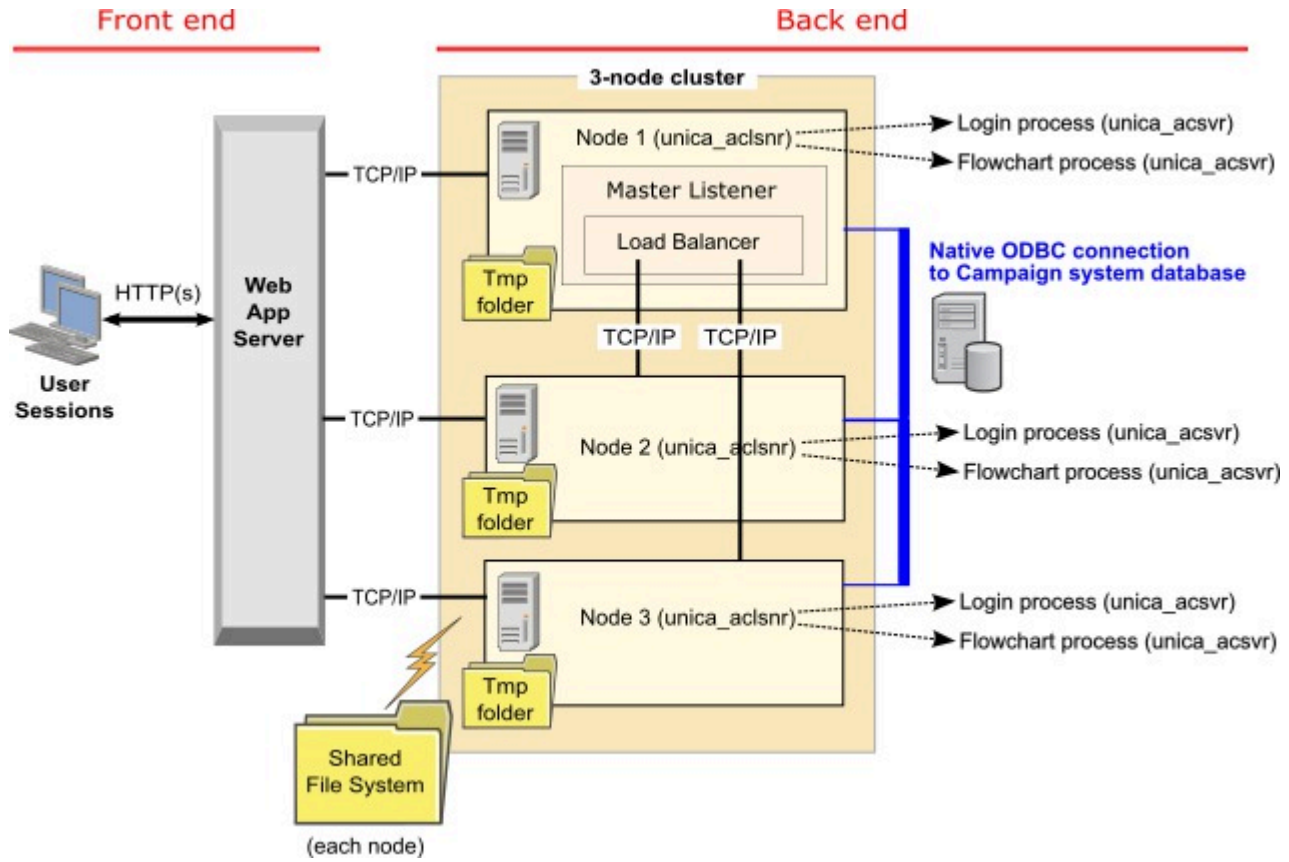 Front end
Back end
3-node cluster
Node 1 (unica_aclsnr)
Login process (unica_acsvr)
Flowchart process (unica_acsvr)
TCP/IP
Master Listener
Load Balancer
Tmp
folder
Native ODBC connection
to Campaign system database
HTTP(s)
Web
App
Server
User
Sessions
TCP/IP
TCP/IP
TCP/IP
Node 2 (unica_aclsnr)
Login process (unica_acsvr)
Flowchart process (unica_acsvr)
Tmp
folder
TCP/IP
Node 3 (unica_aclsnr)
Login process (unica_acsvr)
Flowchart process (unica_acsvr)
Tmp
folder
Shared
File System
(each node)